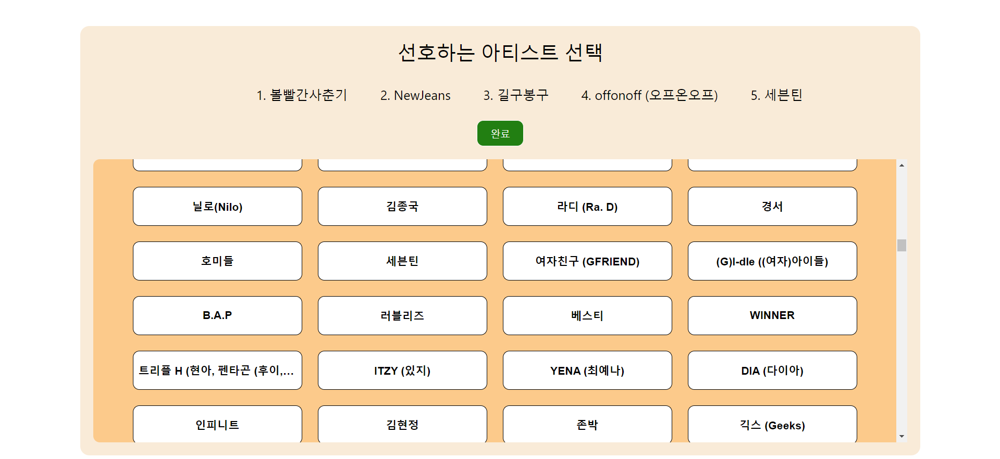 선호하는 아티스트 선택
1. 볼빨간사춘기 2. NewJeans 3. 길구봉구 4. offonoff (오프온오프) 5. 세븐틴
완료
닐로(Nilo) 김종국 라디 (Ra. D) 경서
호미들 세븐틴 여자친구 (GFRIEND) (G)I-dle ((여자)아이들)
B.A.P 러블리즈 베스티 WINNER
트리플 H (현아, 펜타곤 (후이,... ITZY (있지) YENA (최예나) DIA (다이아)
인피니트 김현정 존박 긱스 (Geeks)